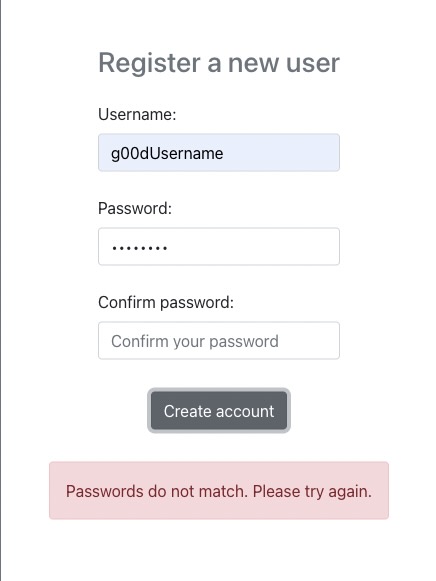 Register a new user
Username:
g00dUsername
Password:
••••••••
Confirm password:
Confirm your password
Create account
Passwords do not match. Please try again.